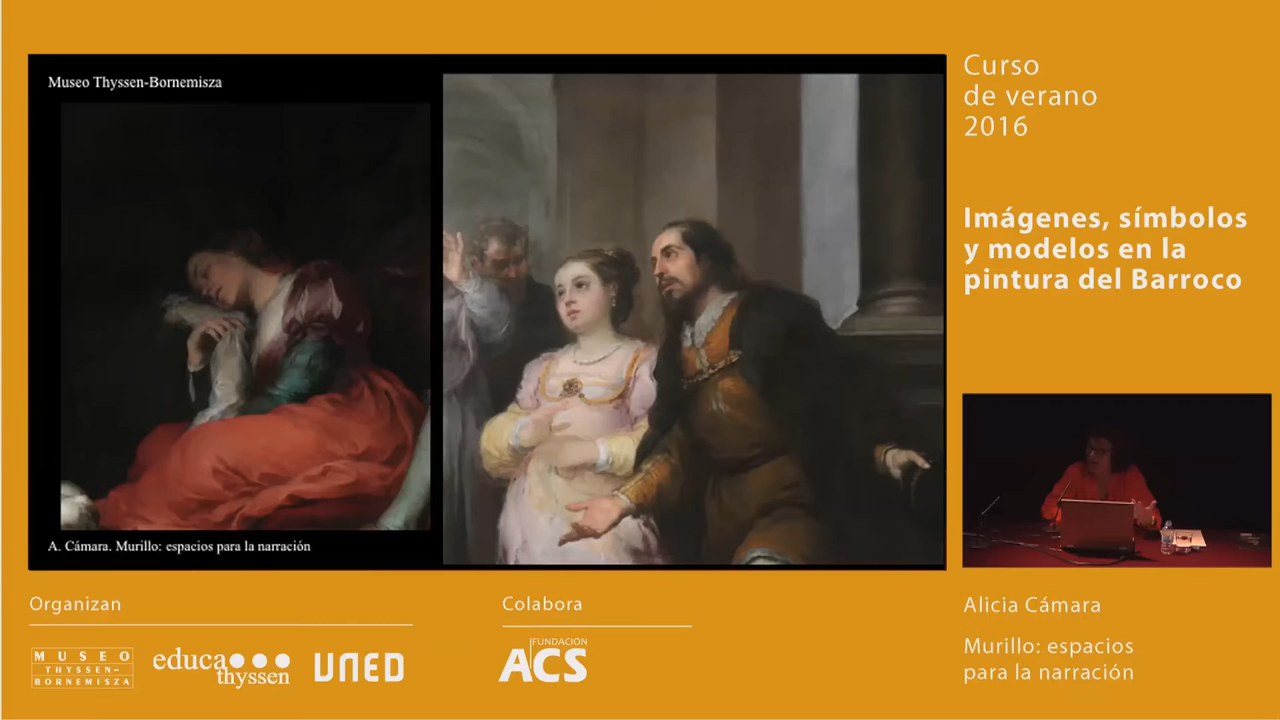 Museo Thyssen-Bornemisza
A. Cámara. Murillo: espacios para la narración
Curso
de verano
2016
Imágenes, símbolos
y modelos en la
pintura del Barroco
Organizan
MUSEO
THYSSEN-
BORNEMISZA
educa
thyssen
UNED
Colabora
FUNDACIÓN
ACS
Alicia Cámara
Murillo: espacios
para la narración